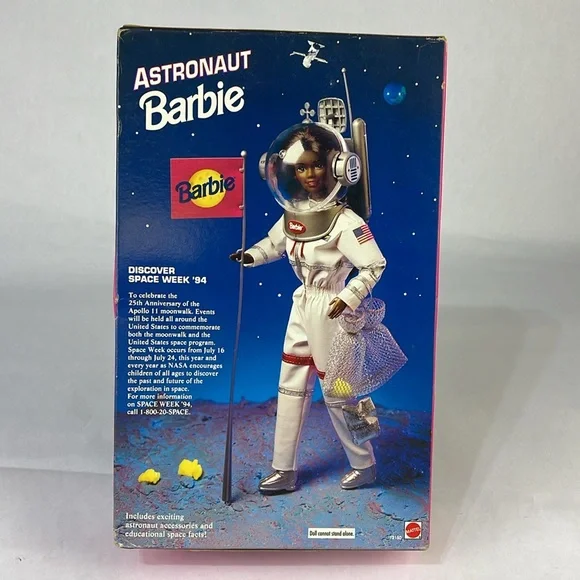 ASTRONAUT
Barbie
Barbie
Barbie
DISCOVER
SPACE WEEK '94
To celebrate the
25th Anniversary of the
Apollo 11 moonwalk. Events
will be held all around the
United States to commemorate
both the moonwalk and the
United States space program.
Space Week occurs from July 16
through July 24, this year and
every year as NASA encourages
children of all ages to discover
the past and future of the
exploration in space.
For more information
on SPACE WEEK '94,
call 1-800-20-SPACE.
Includes exciting
astronaut accessories and
educational space facts!
Doll cannot stand alone.
MATTEL